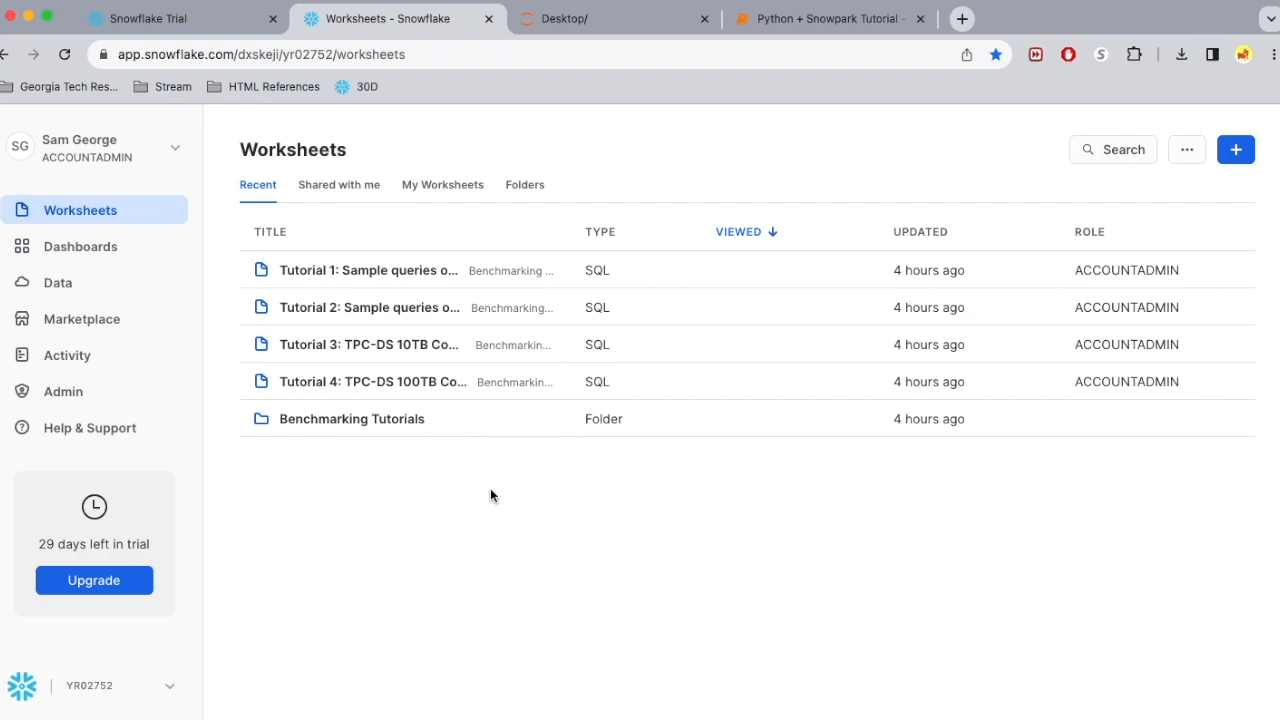 Snowflake Trial
Worksheets - Snowflake
Desktop/
Python + Snowpark Tutorial -
app.snowflake.com/dxskeji/yr02752/worksheets
Georgia Tech Res...
Stream
HTML References
30D
SG
Sam George
ACCOUNTADMIN
Worksheets
Dashboards
Data
Marketplace
Activity
Admin
Help & Support
29 days left in trial
Upgrade
YR02752
Worksheets
Search
Recent Shared with me My Worksheets Folders
TITLE TYPE VIEWED UPDATED ROLE
Tutorial 1: Sample queries o... Benchmarking ... SQL 4 hours ago ACCOUNTADMIN
Tutorial 2: Sample queries o... Benchmarking... SQL 4 hours ago ACCOUNTADMIN
Tutorial 3: TPC-DS 10TB Co... Benchmarkin... SQL 4 hours ago ACCOUNTADMIN
Tutorial 4: TPC-DS 100TB Co... Benchmarkin... SQL 4 hours ago ACCOUNTADMIN
Benchmarking Tutorials Folder 4 hours ago